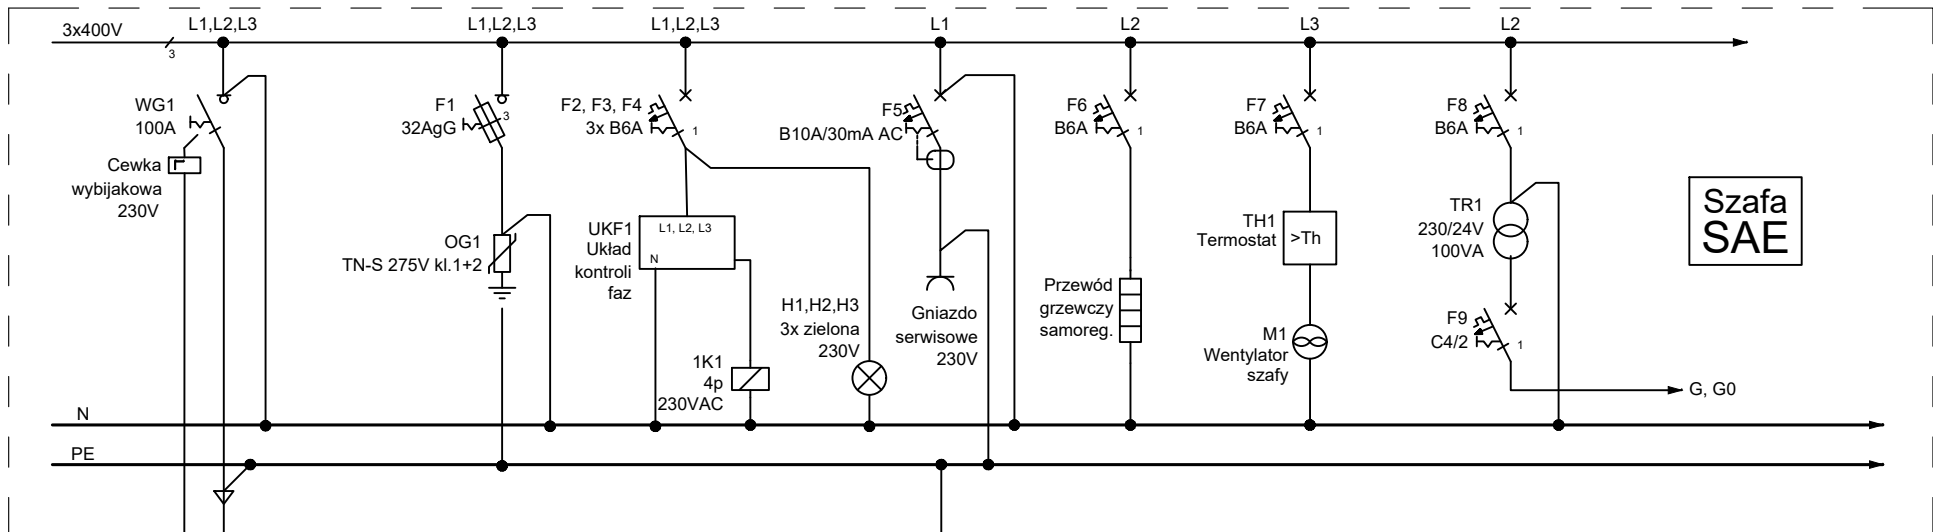 3x400V
3
L1,L2,L3
L1,L2,L3
L1,L2,L3
L1
L2
L3
L2
WG1
100A
Cewka
wybijakowa
230V
F1
32AgG
3
OG1
TN-S 275V kl.1+2
F2, F3, F4
3x B6A
1
UKF1
Układ
kontroli
faz
L1, L2, L3
N
1K1
4p
230VAC
H1,H2,H3
3x zielona
230V
F5
B10A/30mA AC
Gniazdo
serwisowe
230V
F6
B6A
1
Przewód
grzewczy
samoreg.
F7
B6A
1
TH1
Termostat
>Th
M1
Wentylator
szafy
F8
B6A
1
TR1
230/24V
100VA
F9
C4/2
1
G, G0
Szafa
SAE
N
PE